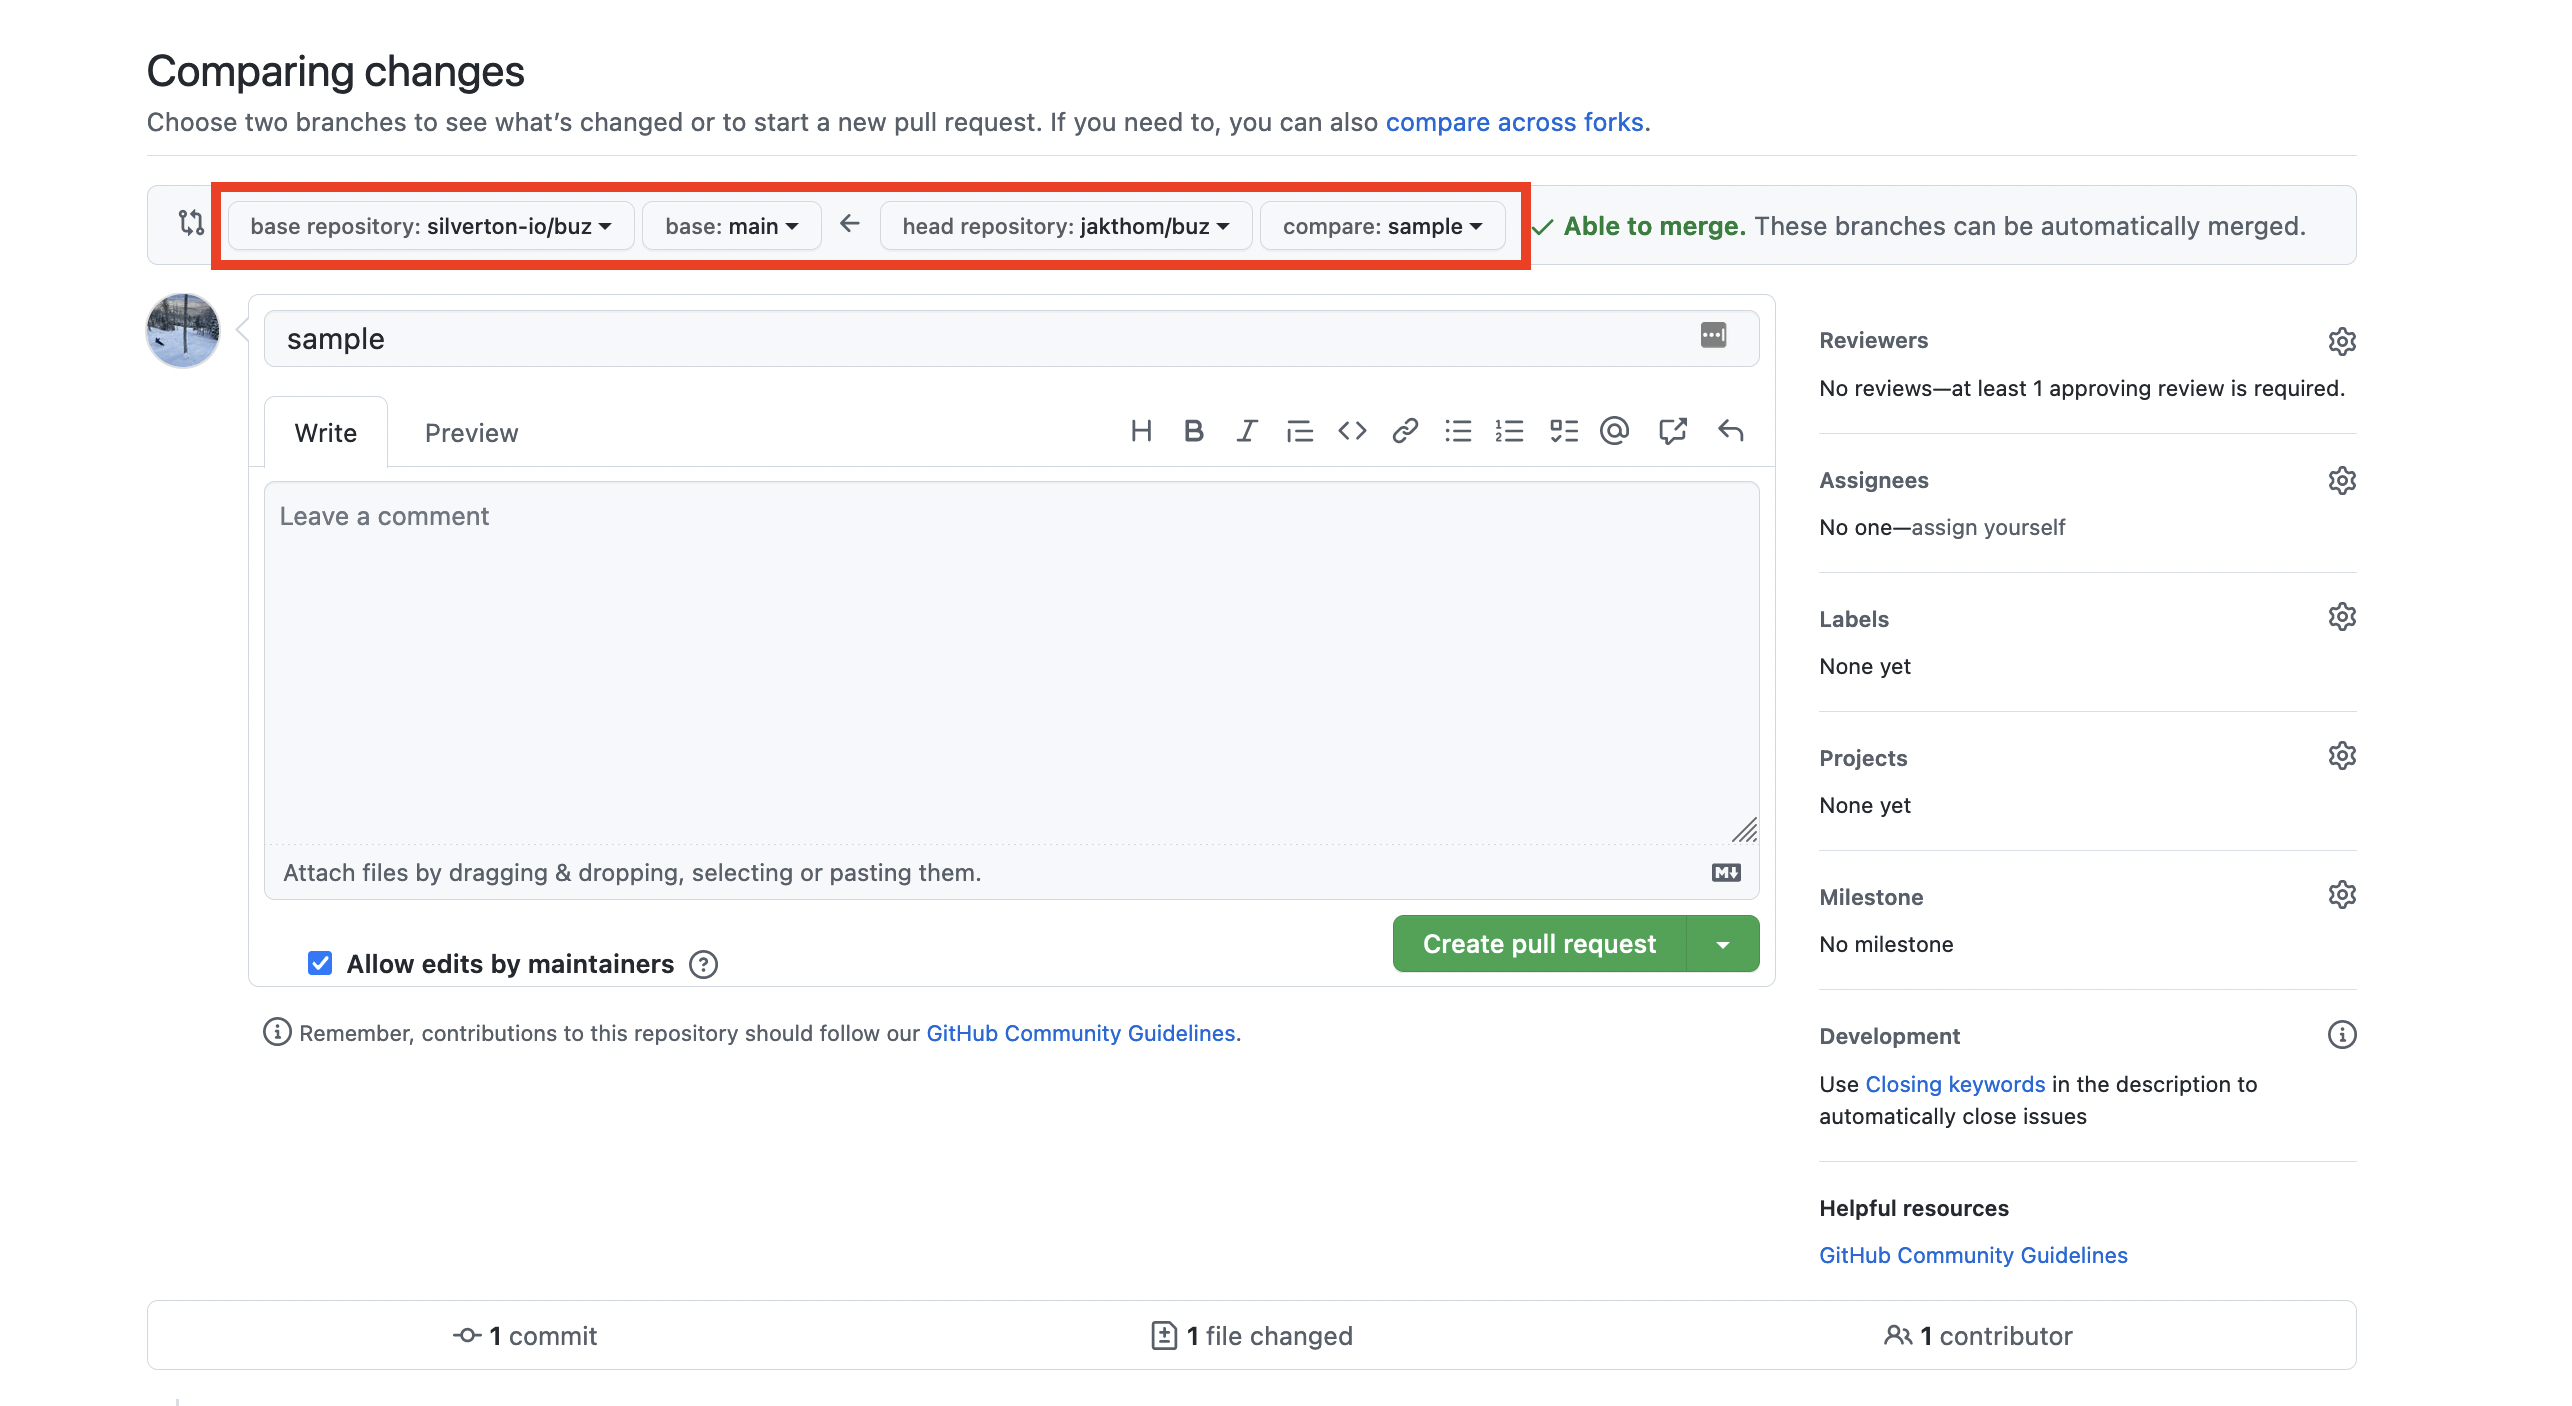 Comparing changes
Choose two branches to see what’s changed or to start a new pull request. If you need to, you can also compare across forks.
base repository: silverton-io/buz base: main head repository: jakthom/buz compare: sample Able to merge. These branches can be automatically merged.
sample
Write Preview
Leave a comment
Attach files by dragging & dropping, selecting or pasting them.
Allow edits by maintainers
Create pull request
Remember, contributions to this repository should follow our GitHub Community Guidelines.
Reviewers
No reviews—at least 1 approving review is required.
Assignees
No one—assign yourself
Labels
None yet
Projects
None yet
Milestone
No milestone
Development
Use Closing keywords in the description to
automatically close issues
Helpful resources
GitHub Community Guidelines
1 commit 1 file changed 1 contributor